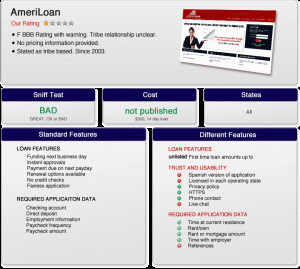 AmeriLoan
Our Rating
F BBB Rating with warning. Tribe relationship unclear.
No pricing information provided.
Stated as tribe based. Since 2003.
Sniff Test
Cost
States
BAD
GREAT, OK or BAD
not published
14 day loan
All
Standard Features
Different Features
LOAN FEATURES
Funding next business day
Instant approvals
Payment due on next payday
Renewal options available
No credit checks
Faxless application
REQUIRED APPLICAITON DATA
Checking account
Direct deposit
Employment information
Paycheck frequency
Paycheck amount
LOAN FEATURES
unlisted First time loan amounts up to
TRUST AND USABILITY
Spanish version of application
Licensed in each operating state
Privacy policy
HTTPS
Phone contact
Live chat
REQUIRED APPLICATION DATA
Time at current residence
Rent/own
Rent or mortgage amount
Time with employer
References